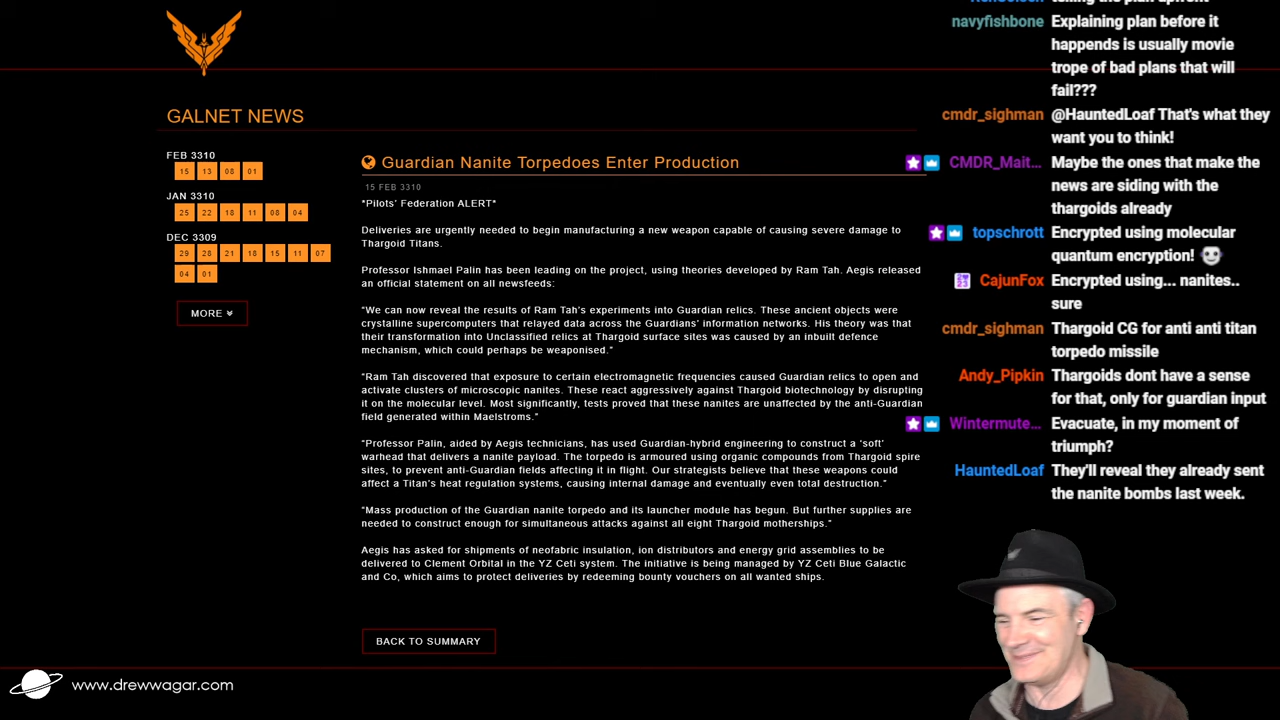 GALNET NEWS
FEB 3310
15 13 08 01
JAN 3310
25 22 18 11 08 04
DEC 3309
29 28 21 18 15 11 07
04 01
MORE
Guardian Nanite Torpedoes Enter Production
15 FEB 3310
*Pilots' Federation ALERT*
Deliveries are urgently needed to begin manufacturing a new weapon capable of causing severe damage to
Thargoid Titans.
Professor Ishmael Palin has been leading on the project, using theories developed by Ram Tah. Aegis released
an official statement on all newsfeeds:
"We can now reveal the results of Ram Tah's experiments into Guardian relics. These ancient objects were
crystalline supercomputers that relayed data across the Guardians' information networks. His theory was that
their transformation into Unclassified relics at Thargoid surface sites was caused by an inbuilt defence
mechanism, which could perhaps be weaponised."
"Ram Tah discovered that exposure to certain electromagnetic frequencies caused Guardian relics to open and
activate clusters of microscopic nanites. These react aggressively against Thargoid biotechnology by disrupting
it on the molecular level. Most significantly, tests proved that these nanites are unaffected by the anti-Guardian
field generated within Maelstroms."
"Professor Palin, aided by Aegis technicians, has used Guardian-hybrid engineering to construct a 'soft'
warhead that delivers a nanite payload. The torpedo is armoured using organic compounds from Thargoid spire
sites, to prevent anti-Guardian fields affecting it in flight. Our strategists believe that these weapons could
affect a Titan's heat regulation systems, causing internal damage and eventually even total destruction."
"Mass production of the Guardian nanite torpedo and its launcher module has begun. But further supplies are
needed to construct enough for simultaneous attacks against all eight Thargoid motherships."
Aegis has asked for shipments of neofabric insulation, ion distributors and energy grid assemblies to be
delivered to Clement Orbital in the YZ Ceti system. The initiative is being managed by YZ Ceti Blue Galactic
and Co, which aims to protect deliveries by redeeming bounty vouchers on all wanted ships.
BACK TO SUMMARY
www.drewwagar.com
navyfishbone Explaining plan before it
happends is usually movie
trope of bad plans that will
fail???
cmdr_sighman @HauntedLoaf That's what they
want you to think!
CMDR_Mait... Maybe the ones that make the
news are siding with the
thargoids already
topschrott Encrypted using molecular
quantum encryption!
CajunFox Encrypted using... nanites..
sure
cmdr_sighman Thargoid CG for anti anti titan
torpedo missile
Andy_Pipkin Thargoids dont have a sense
for that, only for guardian input
Wintermute... Evacuate, in my moment of
triumph?
HauntedLoaf They'll reveal they already sent
the nanite bombs last week.